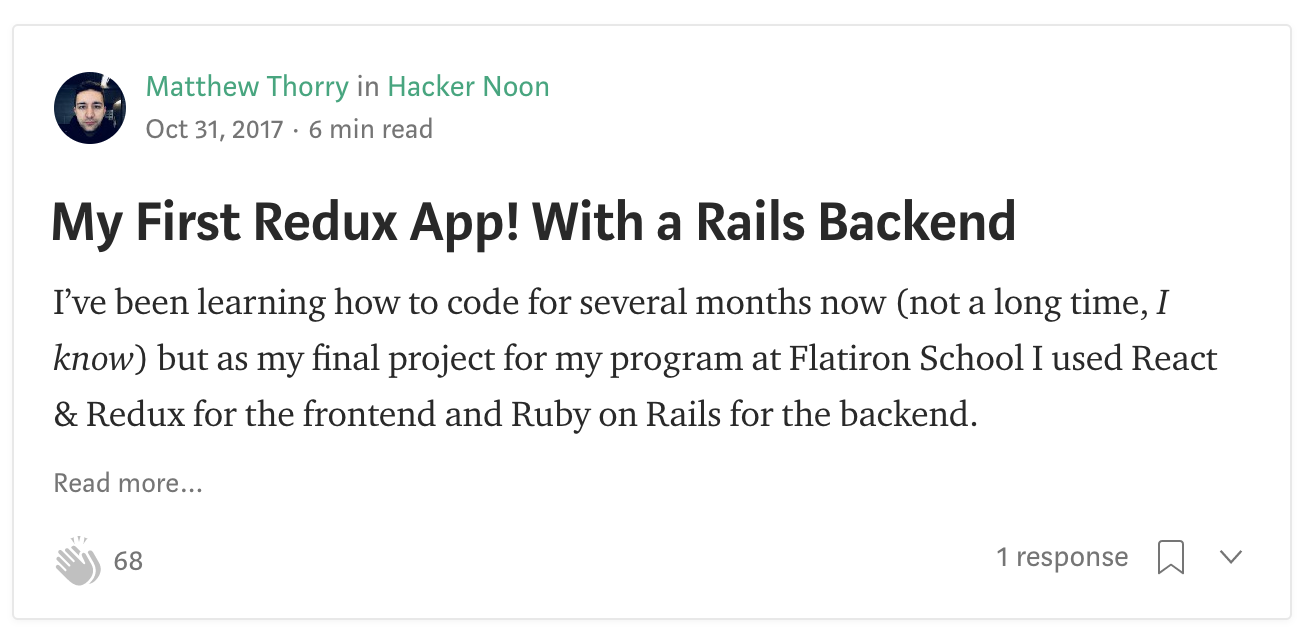 Matthew Thorry in Hacker Noon
Oct 31, 2017 · 6 min read
My First Redux App! With a Rails Backend
I’ve been learning how to code for several months now (not a long time, I
know) but as my final project for my program at Flatiron School I used React
& Redux for the frontend and Ruby on Rails for the backend.
Read more...
68
1 response